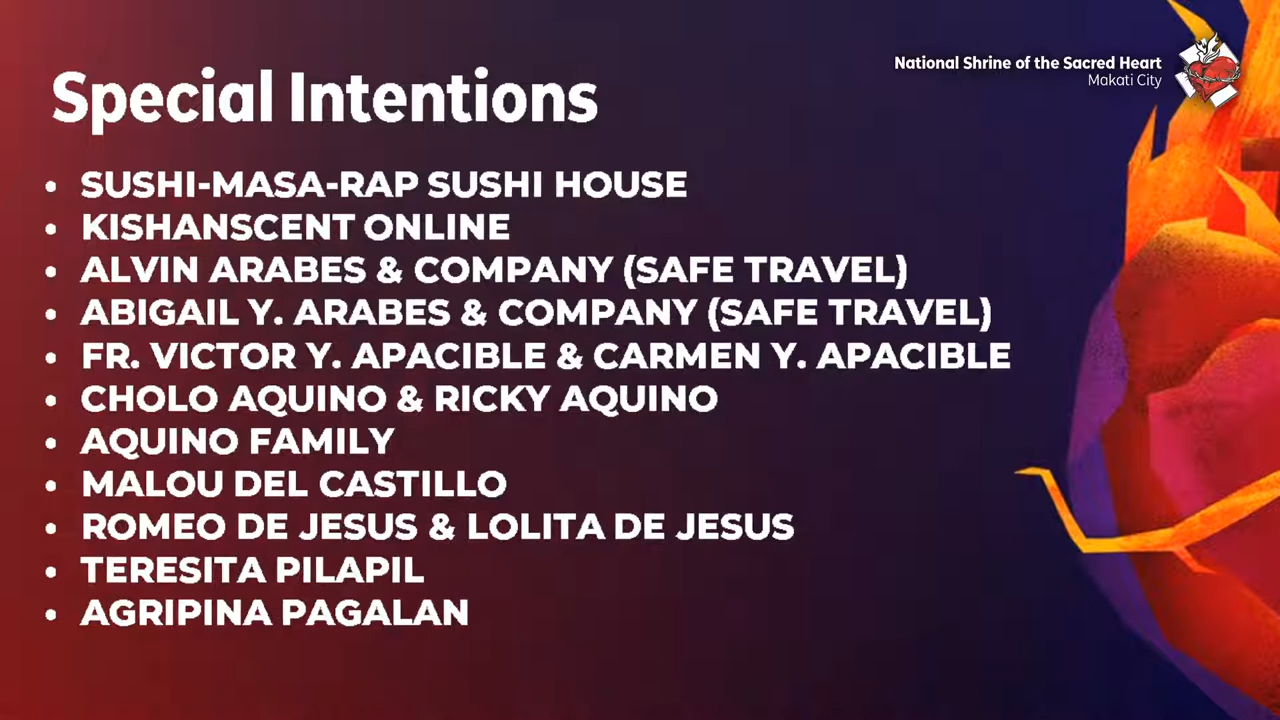 National Shrine of the Sacred Heart
Makati City
Special Intentions
• SUSHI-MASA-RAP SUSHI HOUSE
• KISHANSCENT ONLINE
• ALVIN ARABES & COMPANY (SAFE TRAVEL)
• ABIGAIL Y. ARABES & COMPANY (SAFE TRAVEL)
• FR. VICTOR Y. APACIBLE & CARMEN Y. APACIBLE
• CHOLO AQUINO & RICKY AQUINO
• AQUINO FAMILY
• MALOU DEL CASTILLO
• ROMEO DE JESUS & LOLITA DE JESUS
• TERESITA PILAPIL
• AGRIPINA PAGALAN